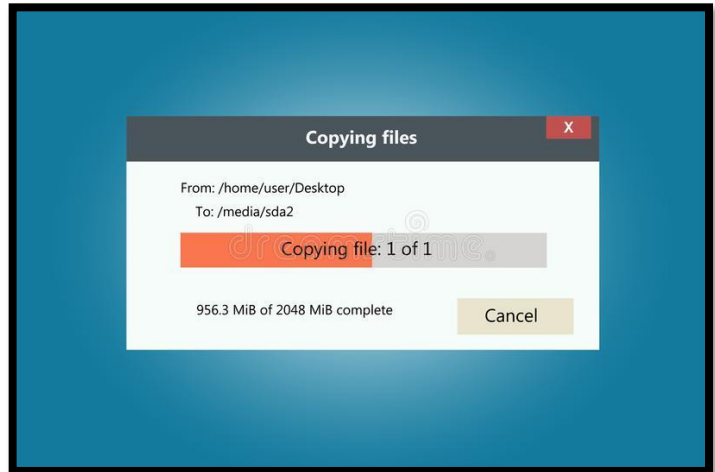 Copying files
X
From: /home/user/Desktop
To: /media/sda2
Copying file: 1 of 1
dreamstime
956.3 MiB of 2048 MiB complete
Cancel